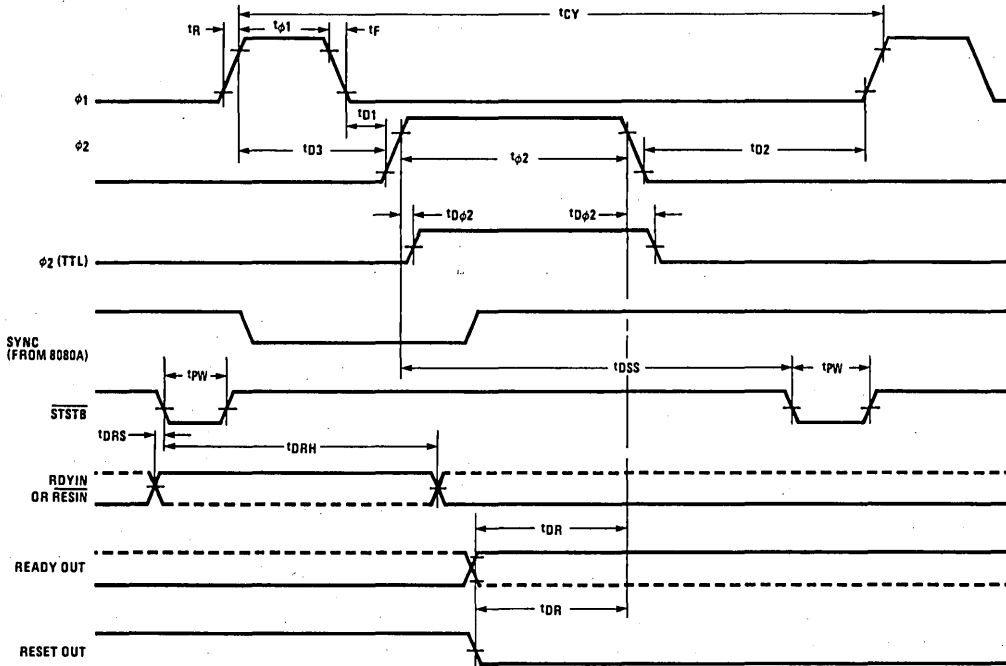 tCY
tR tϕ1 tF
ϕ1
tD1
ϕ2
tD3 tϕ2 tD2
tDϕ2 tDϕ2
ϕ2 (TTL)
SYNC
(FROM 8080A)
tDSS
tPW tPW
STSTB
tDRS
tDRH
RDYIN
OR RESIN
tDR
READY OUT
tDR
RESET OUT